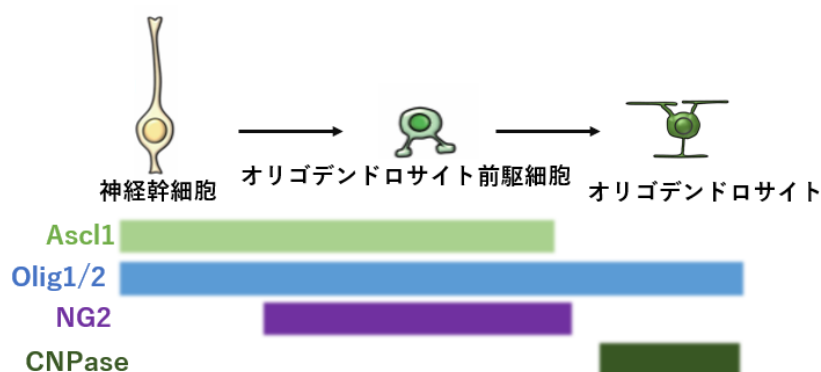 神経幹細胞
オリゴデンドロサイト前駆細胞
オリゴデンドロサイト
Ascl1
Olig1/2
NG2
CNPase